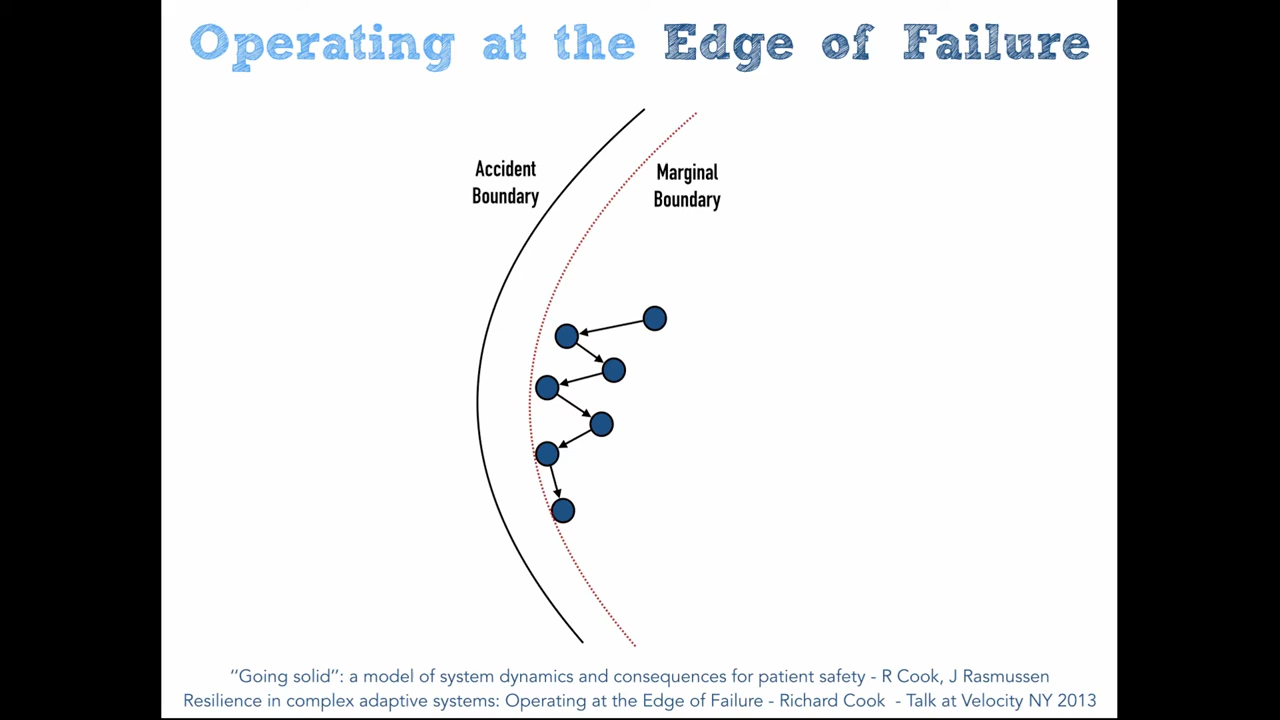 Operating at the Edge of Failure
Accident
Boundary
Marginal
Boundary
“Going solid”: a model of system dynamics and consequences for patient safety - R Cook, J Rasmussen
Resilience in complex adaptive systems: Operating at the Edge of Failure - Richard Cook - Talk at Velocity NY 2013